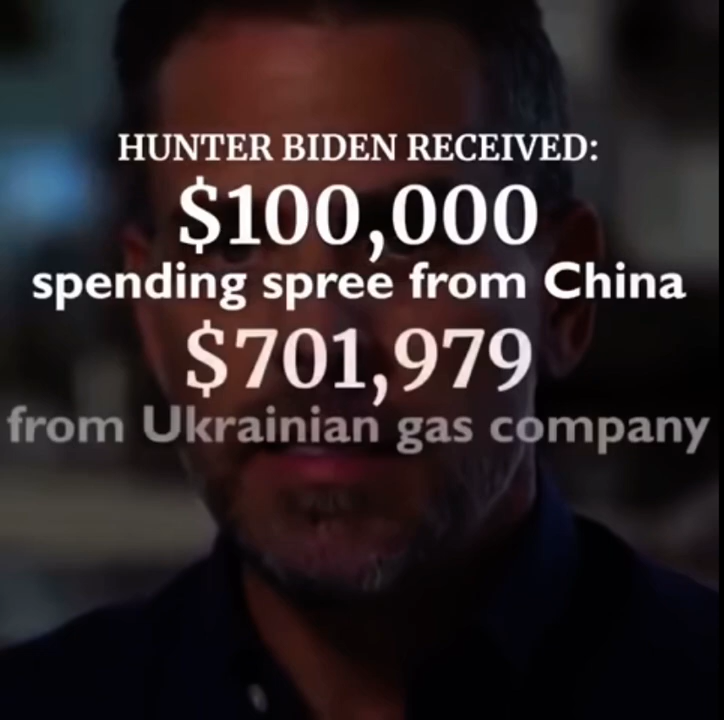 HUNTER BIDEN RECEIVED:
$100,000
spending spree from China
$701,979
from Ukrainian gas company